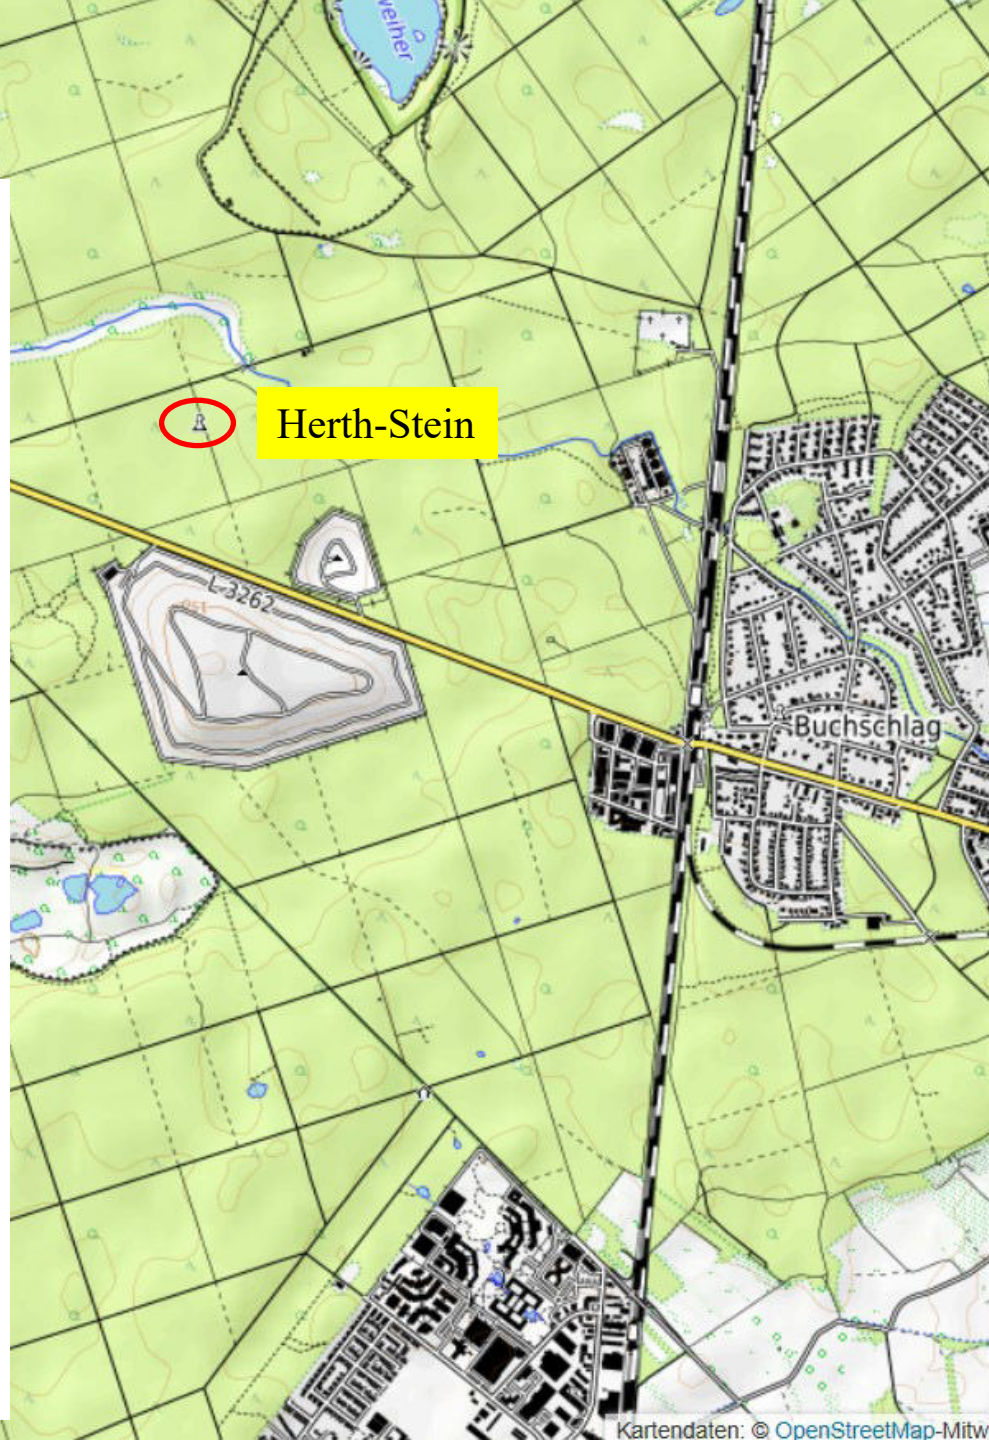 weiher
Herth-Stein
L 3262
Buchschlag
Kartendaten: © OpenStreetMap-Mitw